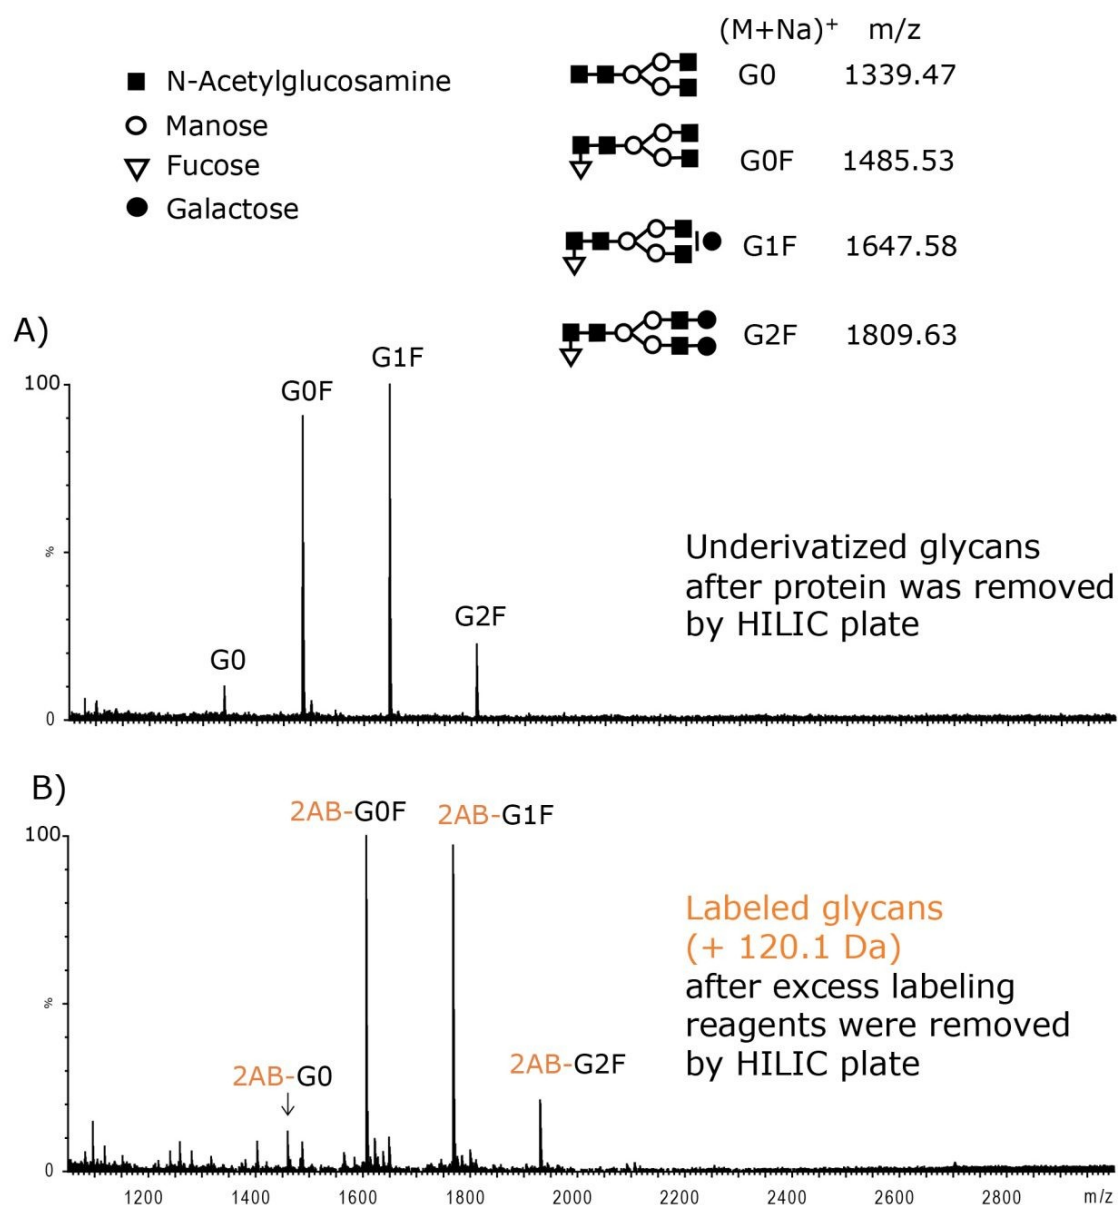 (M+Na)+ m/z
N-Acetylglucosamine
Manose
Fucose
Galactose
G0 1339.47
G0F 1485.53
G1F 1647.58
G2F 1809.63
A)
100
%
0
G0
G0F
G1F
G2F
Underivatized glycans
after protein was removed
by HILIC plate
B)
100
%
0
2AB-G0
2AB-G0F
2AB-G1F
2AB-G2F
Labeled glycans
(+ 120.1 Da)
after excess labeling
reagents were removed
by HILIC plate
1200 1400 1600 1800 2000 2200 2400 2600 2800 m/z